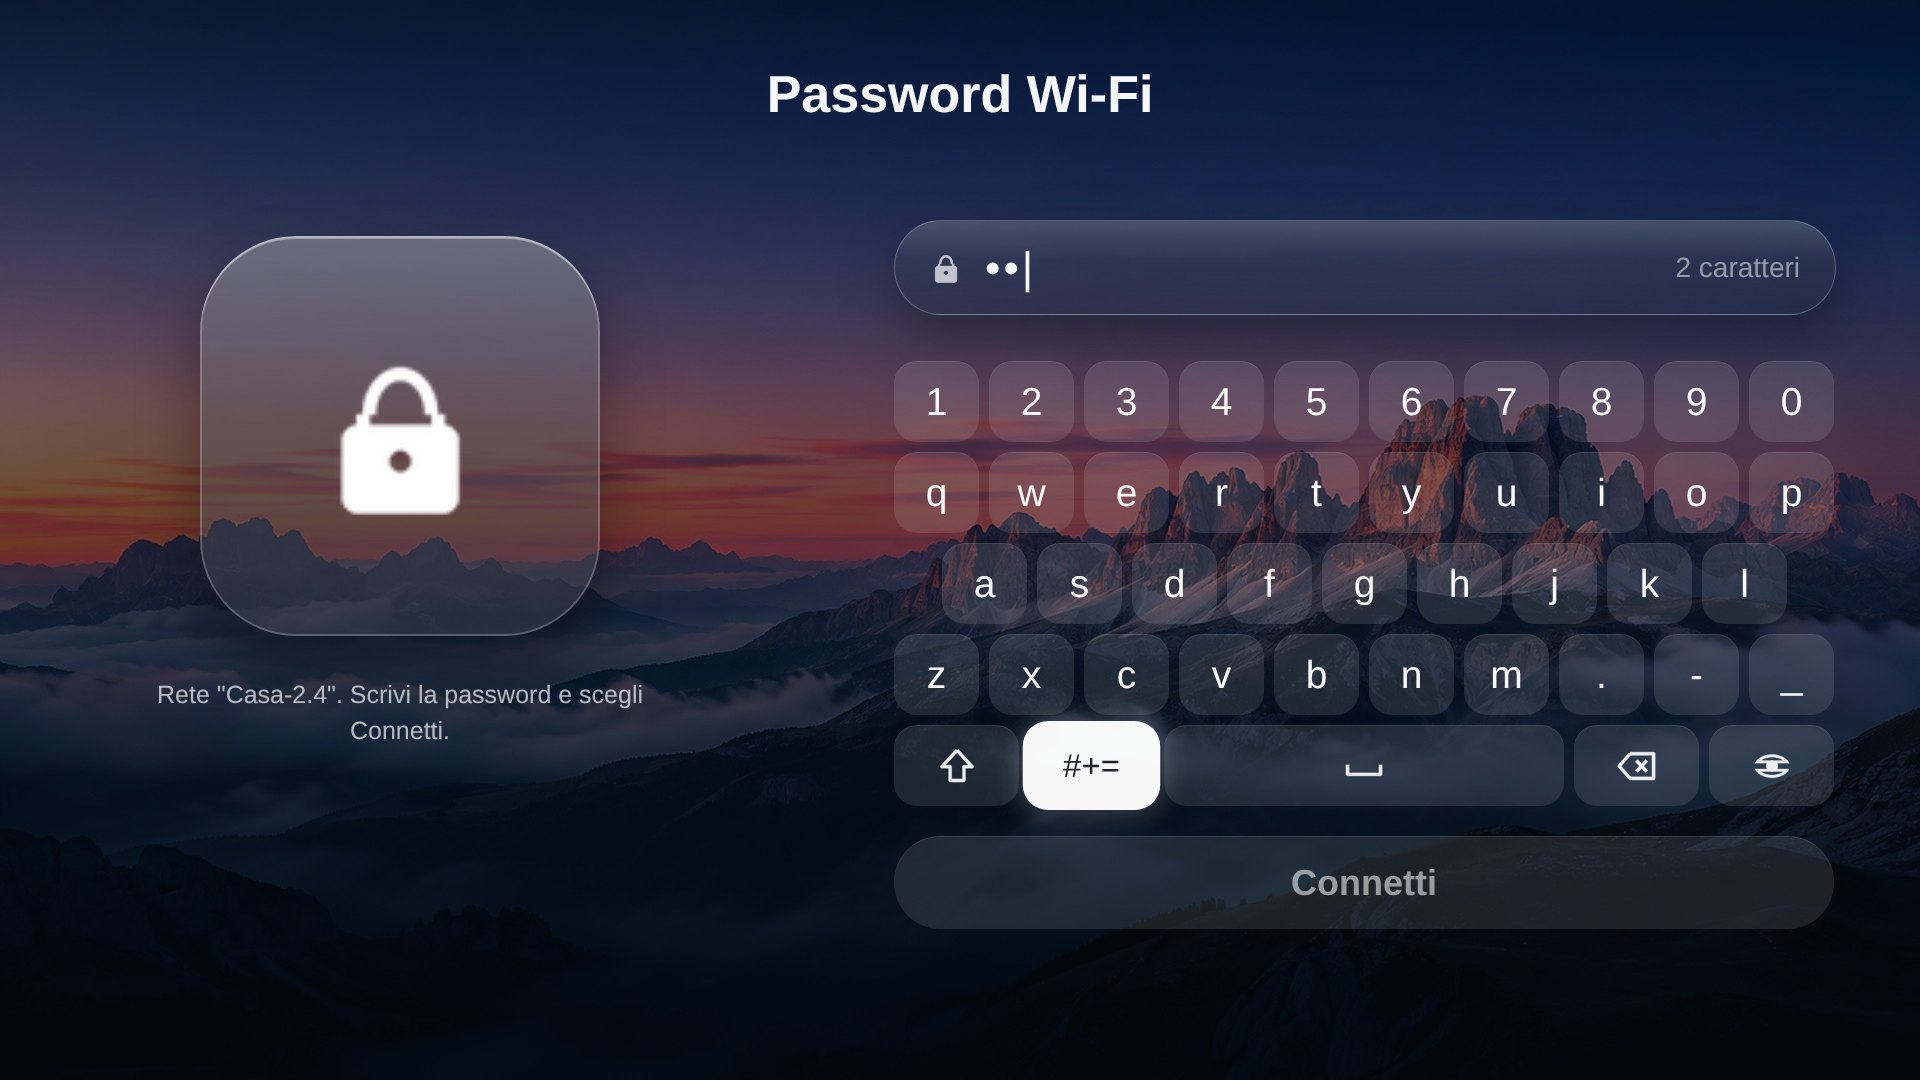 Password Wi-Fi
••
2 caratteri
1 2 3 4 5 6 7 8 9 0
q w e r t y u i o p
a s d f g h j k l
z x c v b n m . - _
#+=
Connetti
Rete "Casa-2.4". Scrivi la password e scegli
Connetti.